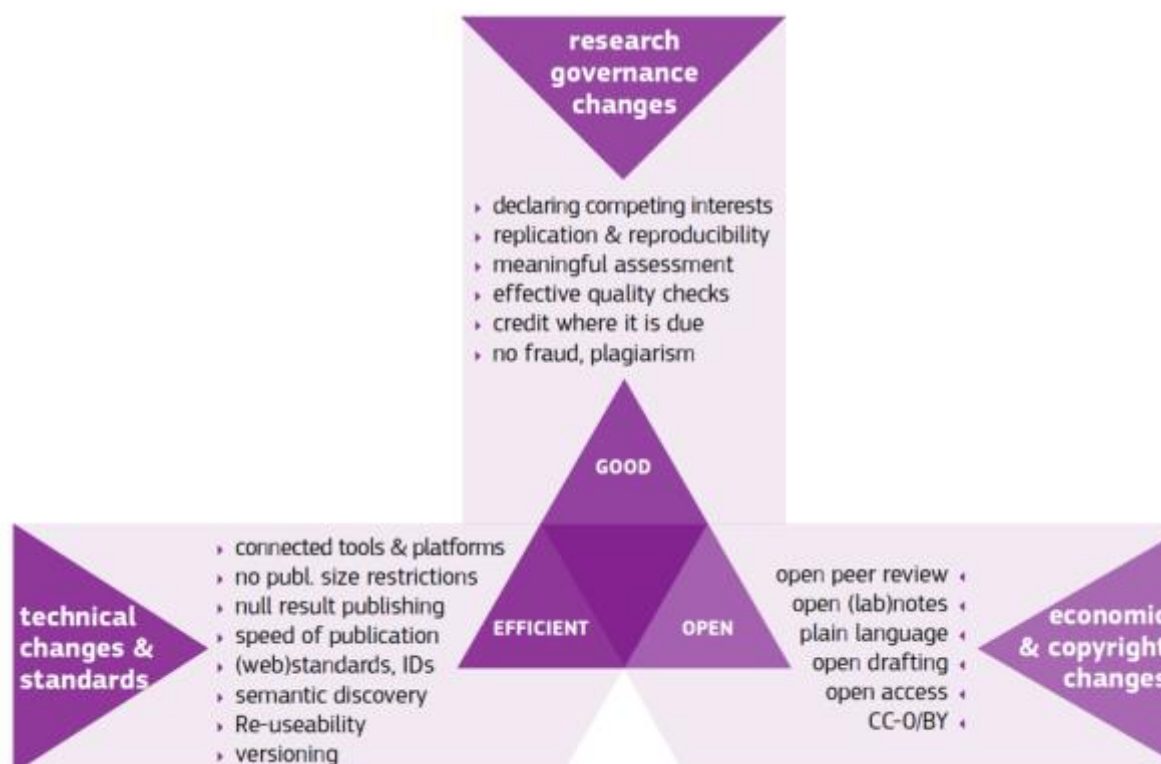 research
governance
changes
declaring competing interests
replication & reproducibility
meaningful assessment
effective quality checks
credit where it is due
no fraud, plagiarism
GOOD
EFFICIENT
OPEN
technical
changes &
standards
connected tools & platforms
no publ. size restrictions
null result publishing
speed of publication
(web)standards, IDs
semantic discovery
Re-useability
versioning
open peer review
open (lab)notes
plain language
open drafting
open access
CC-0/BY
economic
& copyright
changes